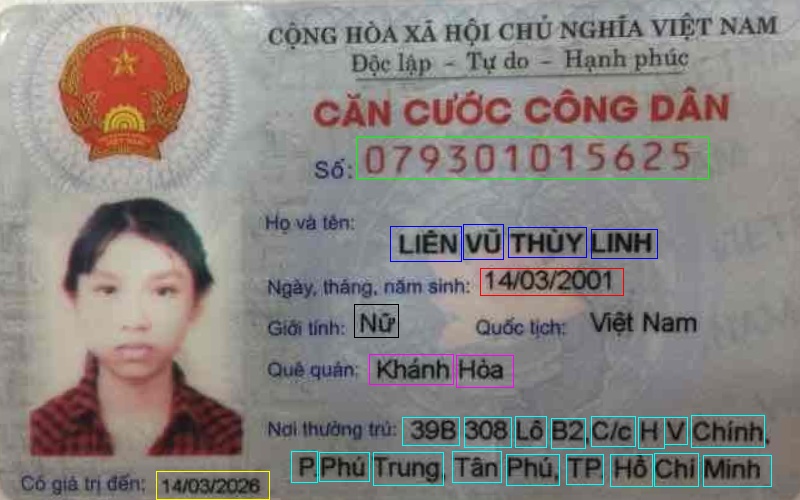 CỘNG HÒA XÃ HỘI CHỦ NGHĨA VIỆT NAM
Độc lập - Tự do - Hạnh phúc
CĂN CƯỚC CÔNG DÂN
Số: 079301015625
Họ và tên:
LIÊN VŨ THÙY LINH
Ngày, tháng, năm sinh: 14/03/2001
Giới tính: Nữ Quốc tịch: Việt Nam
Quê quán: Khánh Hòa
Nơi thường trú: 39B 308 Lô B2,C/c H V Chính,
P.Phú Trung, Tân Phú, TP. Hồ Chí Minh
Có giá trị đến: 14/03/2026